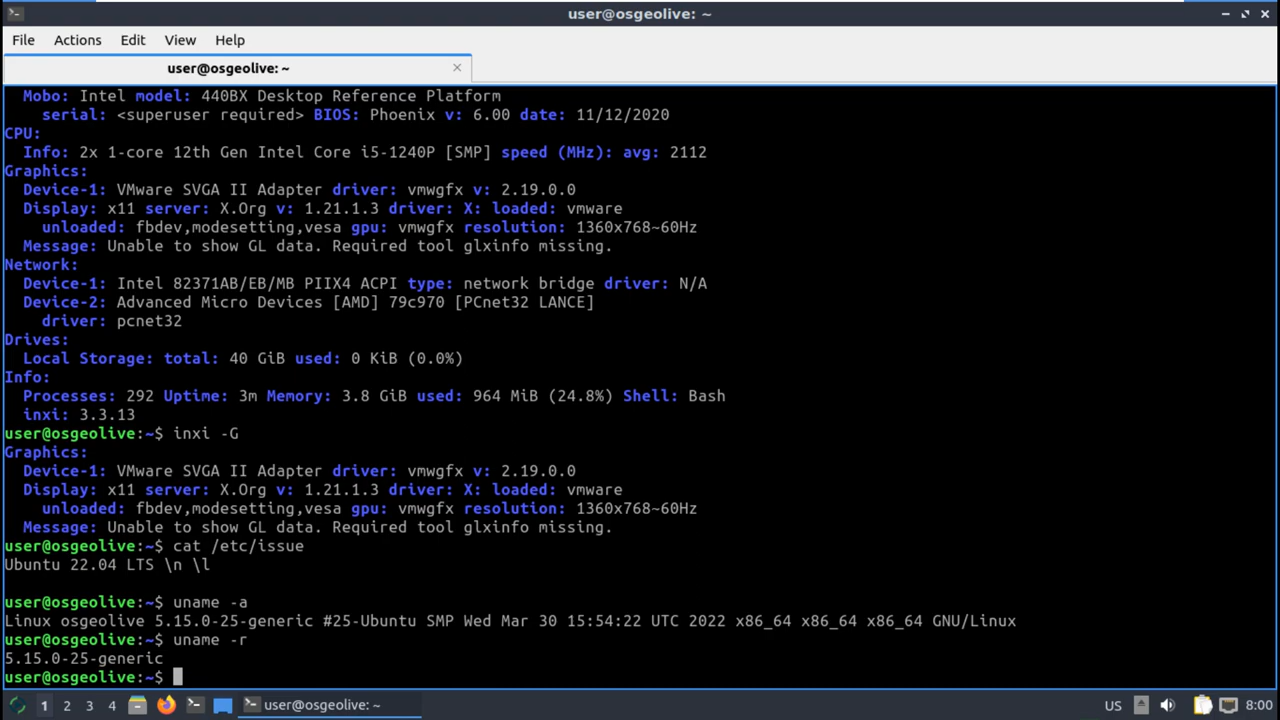 user@osgeolive: ~
File Actions Edit View Help
user@osgeolive: ~
Mobo: Intel model: 440BX Desktop Reference Platform
serial: <superuser required> BIOS: Phoenix v: 6.00 date: 11/12/2020
CPU:
Info: 2x 1-core 12th Gen Intel Core i5-1240P [SMP] speed (MHz): avg: 2112
Graphics:
Device-1: VMware SVGA II Adapter driver: vmwgfx v: 2.19.0.0
Display: x11 server: X.Org v: 1.21.1.3 driver: X: loaded: vmware
unloaded: fbdev,modesetting,vesa gpu: vmwgfx resolution: 1360x768~60Hz
Message: Unable to show GL data. Required tool glxinfo missing.
Network:
Device-1: Intel 82371AB/EB/MB PIIX4 ACPI type: network bridge driver: N/A
Device-2: Advanced Micro Devices [AMD] 79c970 [PCnet32 LANCE]
driver: pcnet32
Drives:
Local Storage: total: 40 GiB used: 0 KiB (0.0%)
Info:
Processes: 292 Uptime: 3m Memory: 3.8 GiB used: 964 MiB (24.8%) Shell: Bash
inxi: 3.3.13
user@osgeolive:~$ inxi -G
Graphics:
Device-1: VMware SVGA II Adapter driver: vmwgfx v: 2.19.0.0
Display: x11 server: X.Org v: 1.21.1.3 driver: X: loaded: vmware
unloaded: fbdev,modesetting,vesa gpu: vmwgfx resolution: 1360x768~60Hz
Message: Unable to show GL data. Required tool glxinfo missing.
user@osgeolive:~$ cat /etc/issue
Ubuntu 22.04 LTS \n \l
user@osgeolive:~$ uname -a
Linux osgeolive 5.15.0-25-generic #25-Ubuntu SMP Wed Mar 30 15:54:22 UTC 2022 x86_64 x86_64 x86_64 GNU/Linux
user@osgeolive:~$ uname -r
5.15.0-25-generic
user@osgeolive:~$
1 2 3 4 user@osgeolive: ~ US 8:00